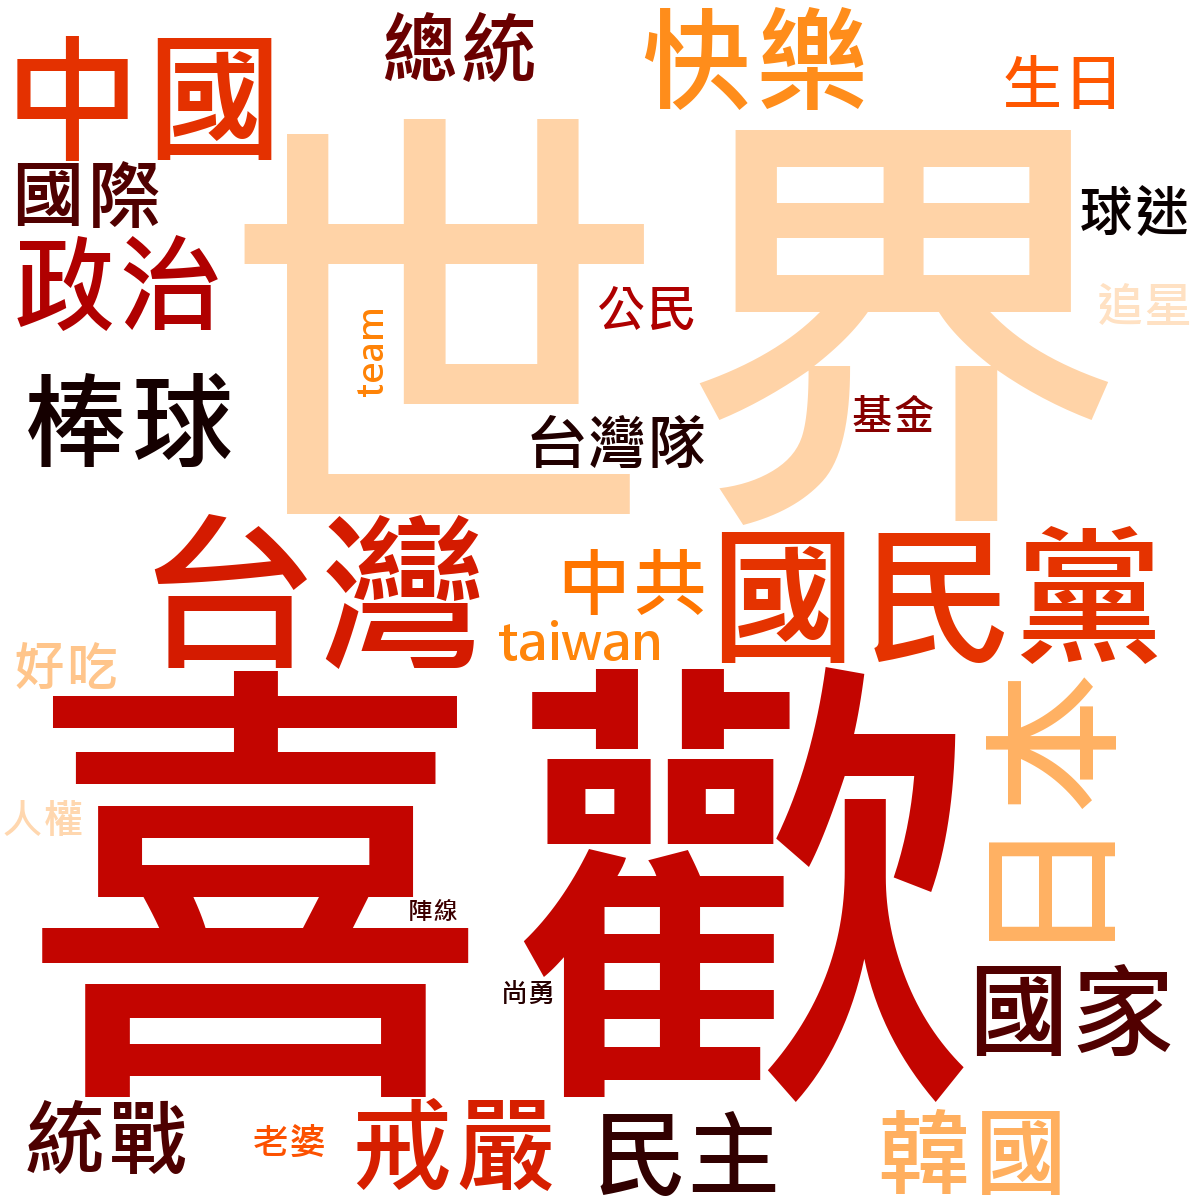 總統
快樂
中國
生日
國際
世界
球迷
政治
公民
追星
team
棒球
台灣隊
基金
台灣
中共
國民黨
taiwan
好吃
喜歡
日本
人權
陣線
尚勇
國家
統戰
老婆
戒嚴
民主
韓國